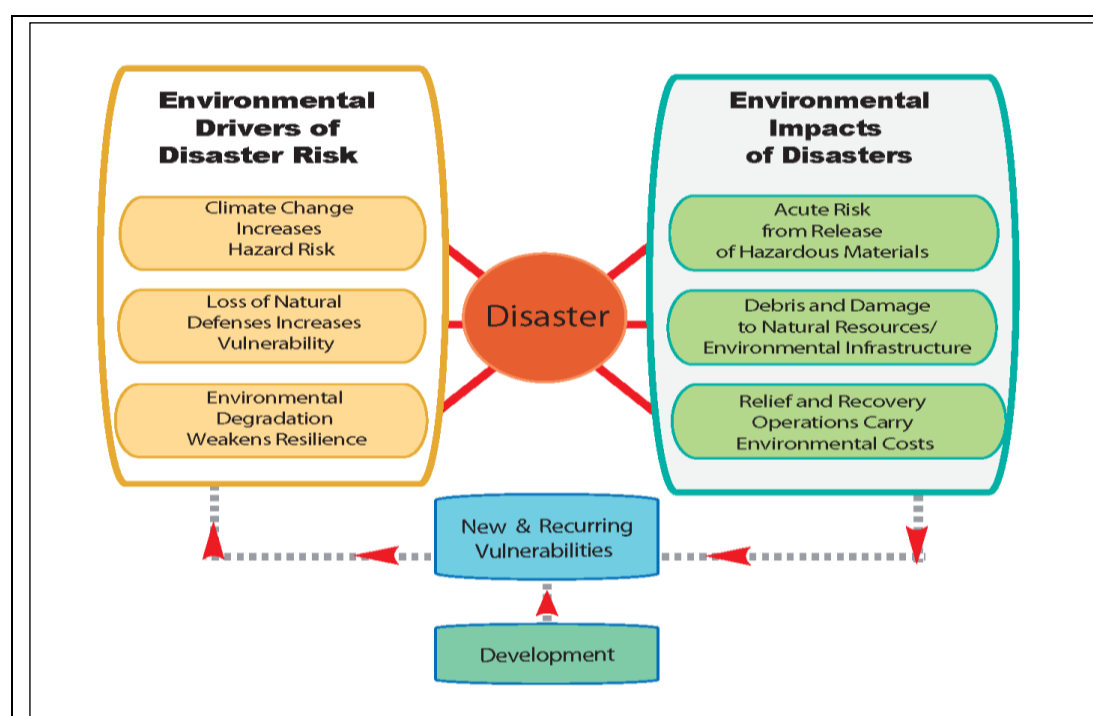 Environmental
Drivers of
Disaster Risk
Climate Change
Increases
Hazard Risk
Loss of Natural
Defenses Increases
Vulnerability
Environmental
Degradation
Weakens Resilience
Disaster
Environmental
Impacts
of Disasters
Acute Risk
from Release
of Hazardous Materials
Debris and Damage
to Natural Resources/
Environmental Infrastructure
Relief and Recovery
Operations Carry
Environmental Costs
New & Recurring
Vulnerabilities
Development